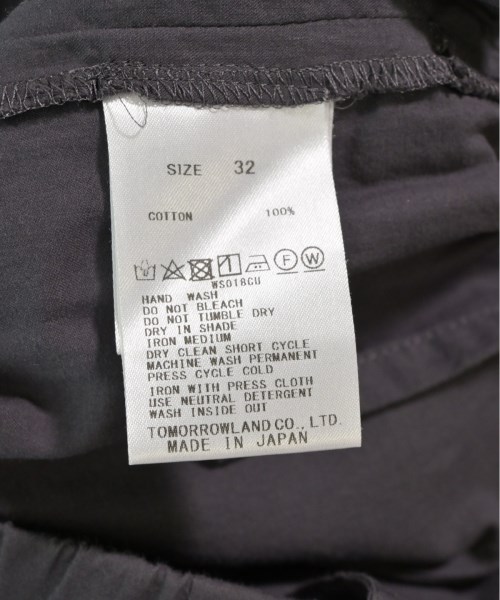 SIZE 32
COTTON 100%
F W
WS018CU
HAND WASH
DO NOT BLEACH
DO NOT TUMBLE DRY
DRY IN SHADE
IRON MEDIUM
DRY CLEAN SHORT CYCLE
MACHINE WASH PERMANENT
PRESS CYCLE COLD
IRON WITH PRESS CLOTH
USE NEUTRAL DETERGENT
WASH INSIDE OUT
TOMORROWLAND CO., LTD.
MADE IN JAPAN